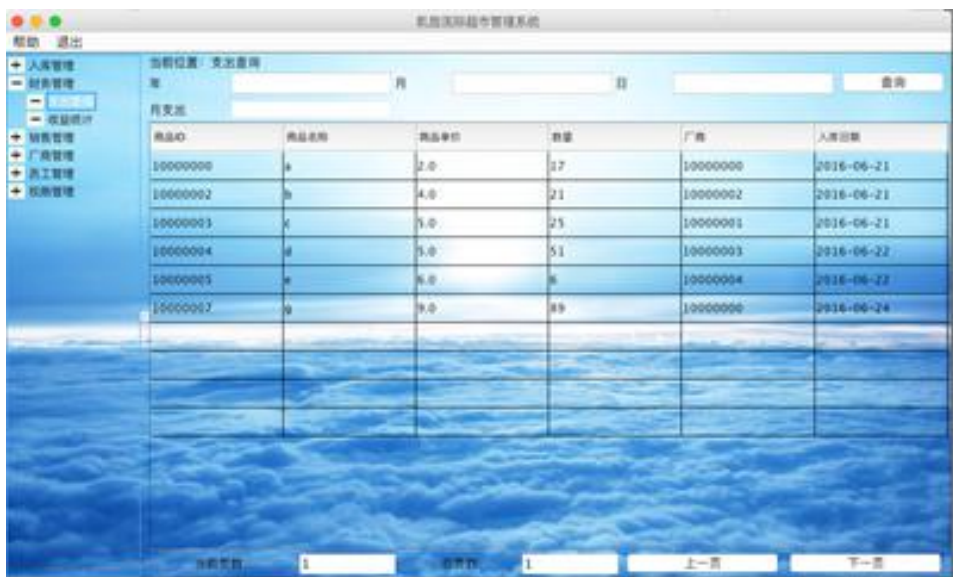 凯胜国际超市管理系统
帮助 退出
入库管理
财务管理
支出查询
收益统计
销售管理
厂商管理
员工管理
权限管理
当前位置: 支出查询
年 月 日 查询
月支出
商品ID 商品名称 商品单价 数量 厂商 入库日期
10000000 a 2.0 17 10000000 2016-06-21
10000002 b 4.0 21 10000002 2016-06-21
10000003 c 5.0 25 10000001 2016-06-21
10000004 d 5.0 51 10000003 2016-06-22
10000005 e 6.0 6 10000004 2016-06-22
10000007 g 9.0 89 10000000 2016-06-24
当前页数 1 总页数 1 上一页 下一页